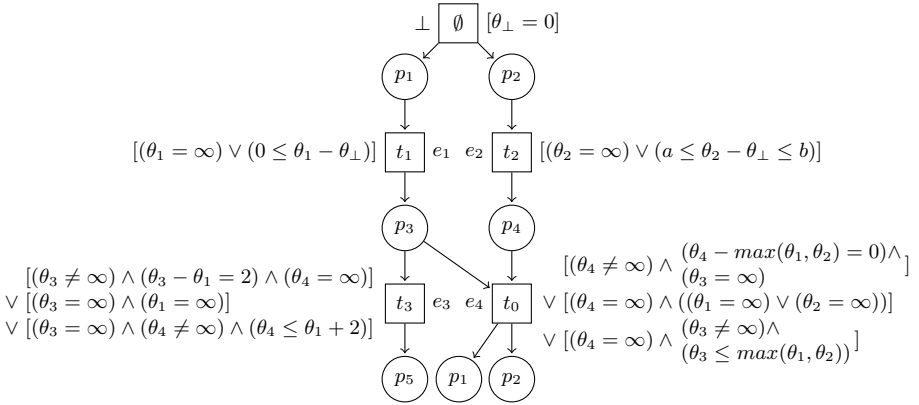 ⊥ ∅ [θ⊥ = 0]
p1 p2
[(θ1 = ∞) ∨ (0 ≤ θ1 − θ⊥)] t1 e1 e2 t2 [(θ2 = ∞) ∨ (a ≤ θ2 − θ⊥ ≤ b)]
p3 p4
[(θ3 ≠ ∞) ∧ (θ3 − θ1 = 2) ∧ (θ4 = ∞)]
∨ [(θ3 = ∞) ∧ (θ1 = ∞)]
∨ [(θ3 = ∞) ∧ (θ4 ≠ ∞) ∧ (θ4 ≤ θ1 + 2)]
t3 e3 e4 t0
[(θ4 ≠ ∞) ∧ (θ4 − max(θ1, θ2) = 0)∧
(θ3 = ∞) ]
∨ [(θ4 = ∞) ∧ ((θ1 = ∞) ∨ (θ2 = ∞))]
∨ [(θ4 = ∞) ∧ (θ3 ≠ ∞)∧
(θ3 ≤ max(θ1, θ2)) ]
p5 p1 p2